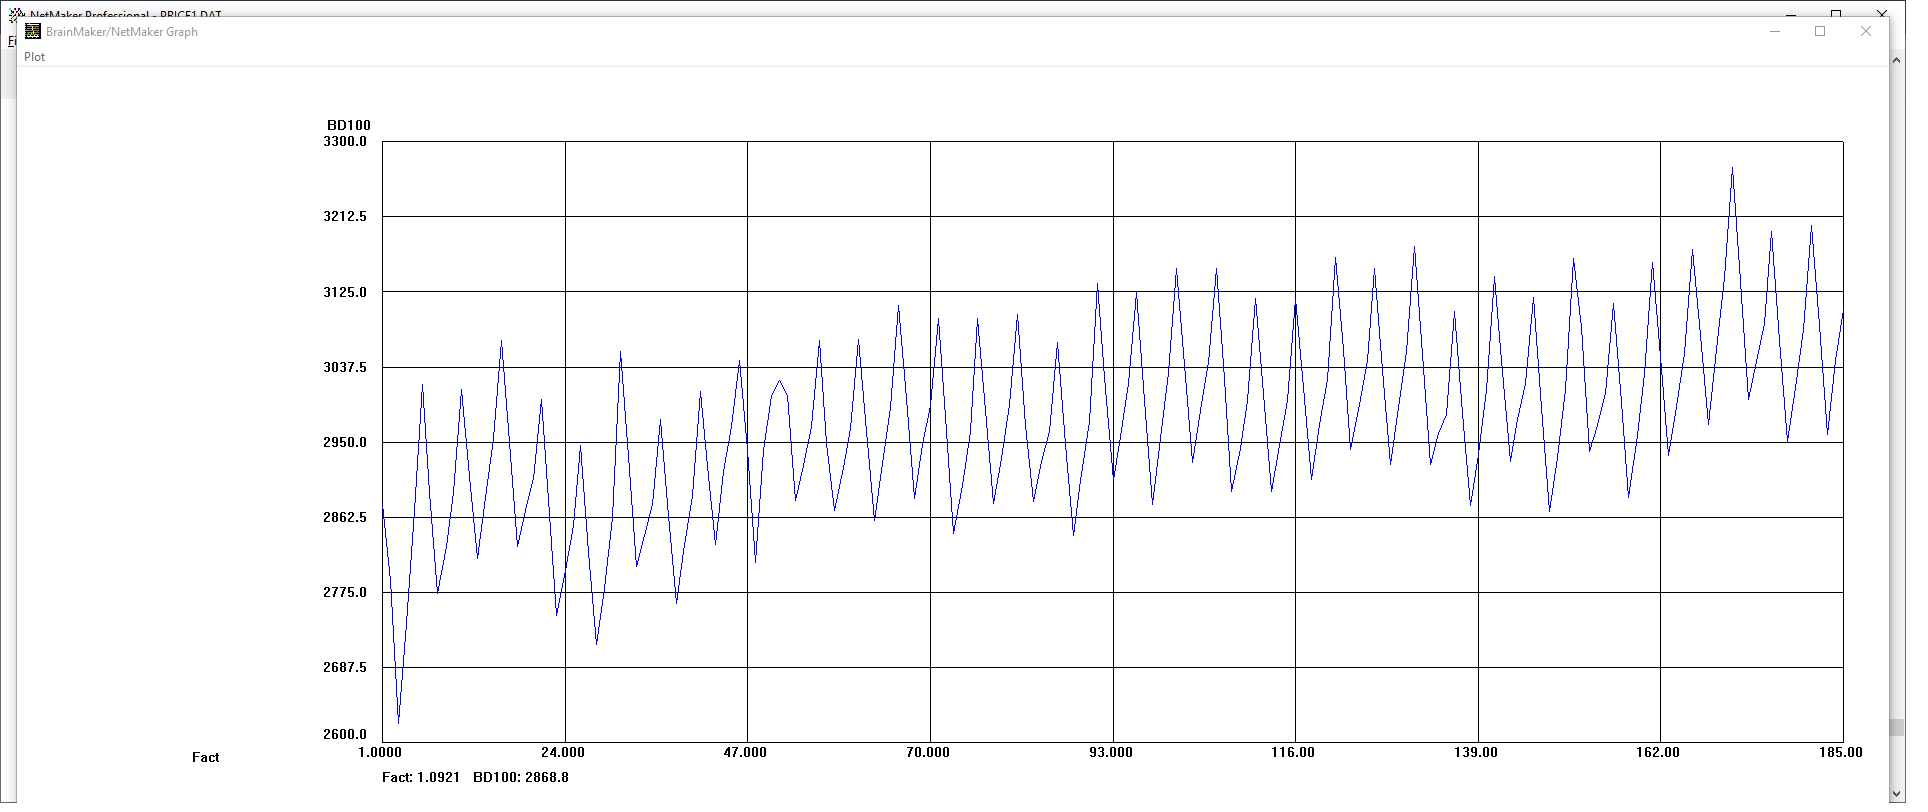 NetMaker Professional - PRICE1.DAT
BrainMaker/NetMaker Graph
Plot
BD100
3300.0
3212.5
3125.0
3037.5
2950.0
2862.5
2775.0
2687.5
2600.0
1.0000 24.000 47.000 70.000 93.000 116.00 139.00 162.00 185.00
Fact
Fact: 1.0921 BD100: 2868.8